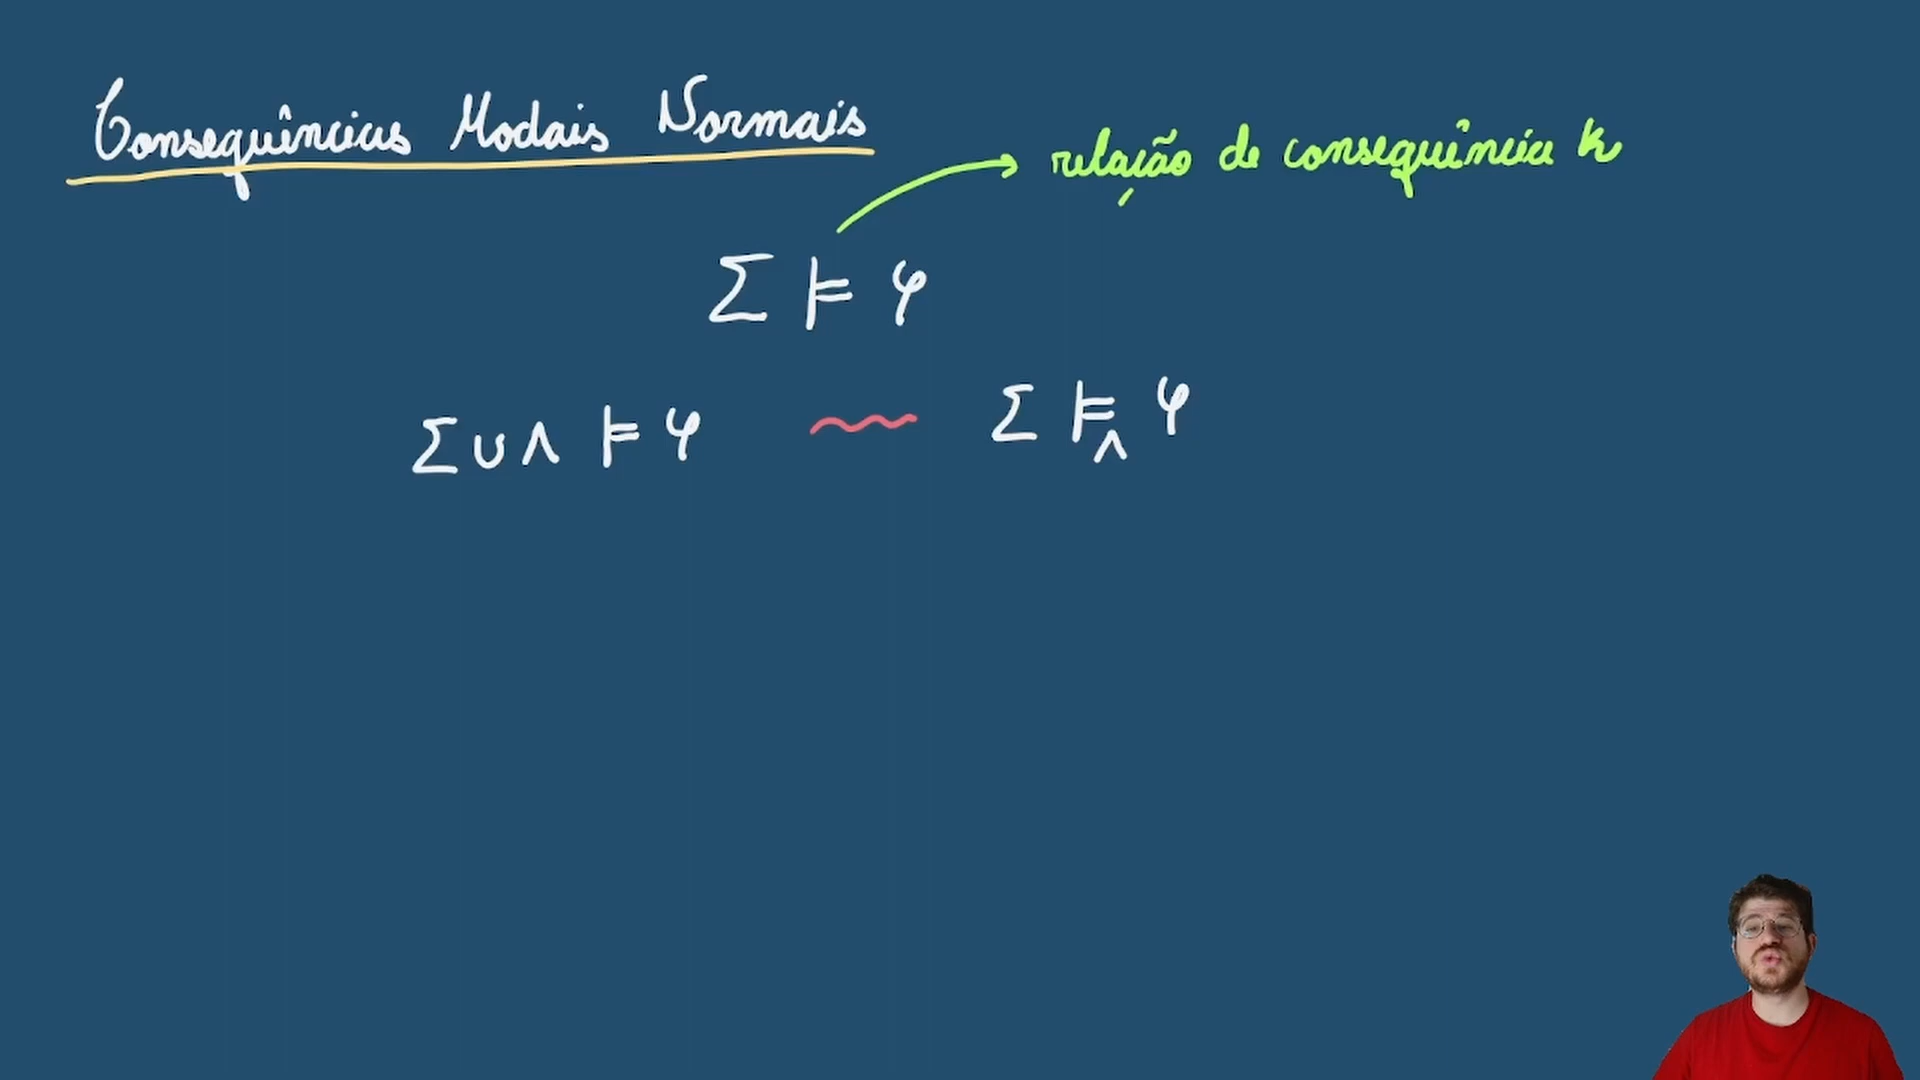 Consequências Modais Normais
relação de consequência K
Σ ⊨ φ
Σ ∪ Λ ⊨ φ ~ Σ ⊨_Λ φ